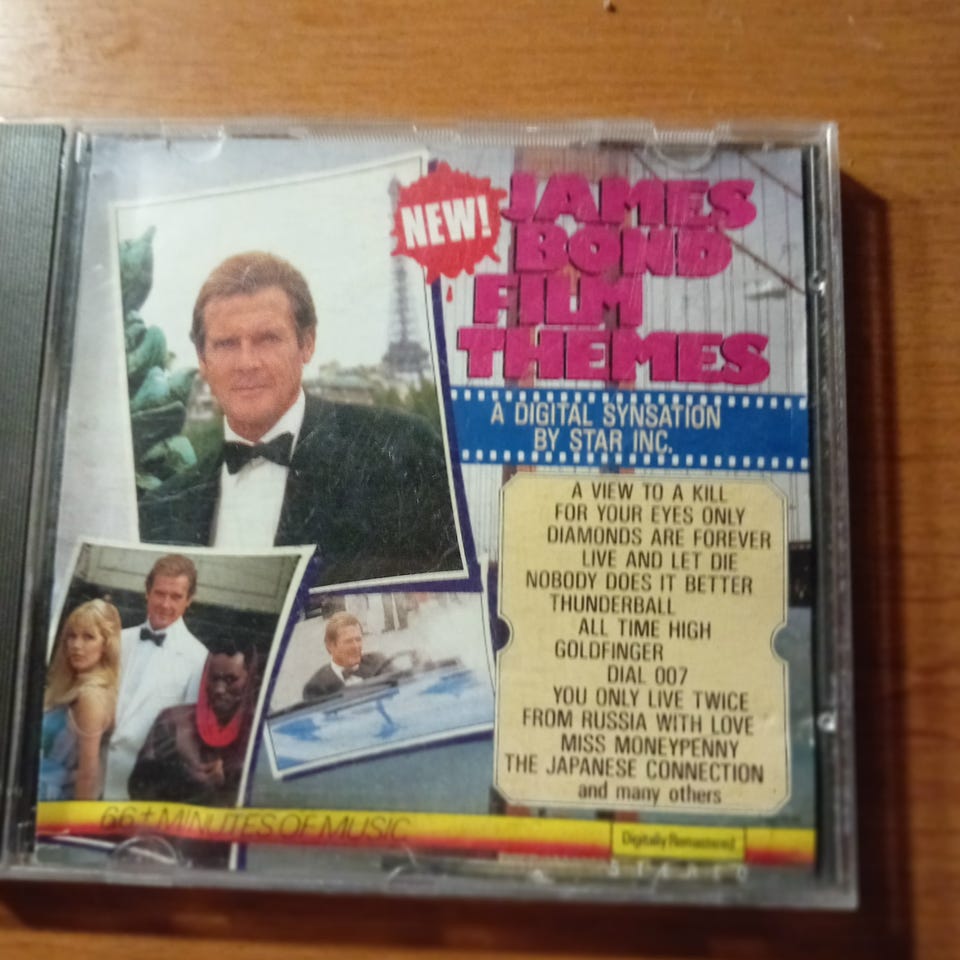 NEW!
JAMES
BOND
FILM
THEMES
A DIGITAL SYNSATION
BY STAR INC.
A VIEW TO A KILL
FOR YOUR EYES ONLY
DIAMONDS ARE FOREVER
LIVE AND LET DIE
NOBODY DOES IT BETTER
THUNDERBALL
ALL TIME HIGH
GOLDFINGER
DIAL 007
YOU ONLY LIVE TWICE
FROM RUSSIA WITH LOVE
MISS MONEYPENNY
THE JAPANESE CONNECTION
and many others
66+ MINUTES OF MUSIC
Digitally Remastered
STEREO